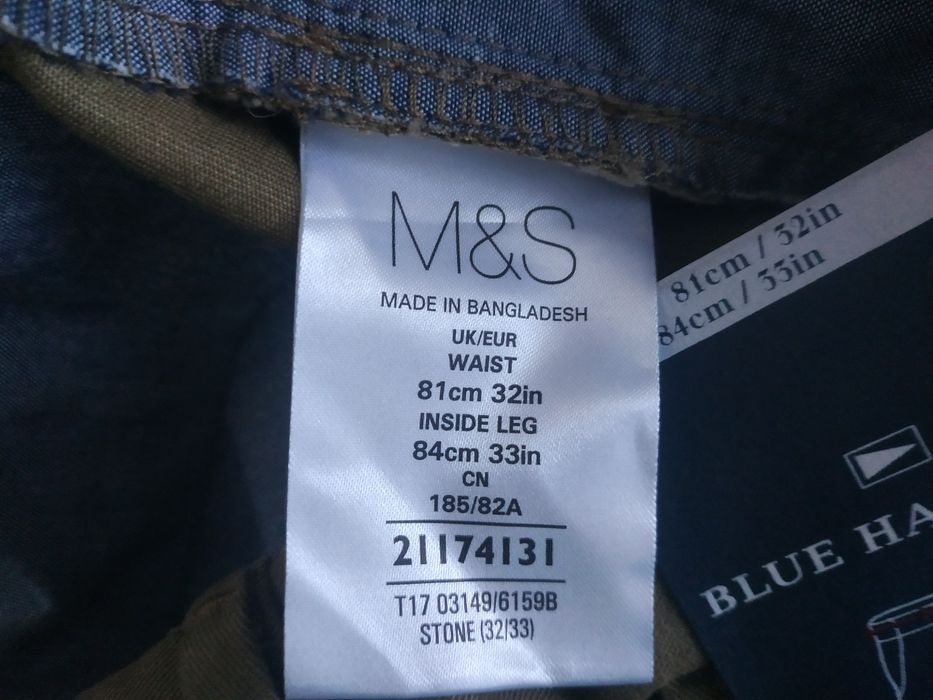 M&S
MADE IN BANGLADESH
UK/EUR
WAIST
81cm 32in
INSIDE LEG
84cm 33in
CN
185/82A
21174131
T17 03149/6159B
STONE (32/33)
81cm / 32in
84cm / 33in
BLUE HA